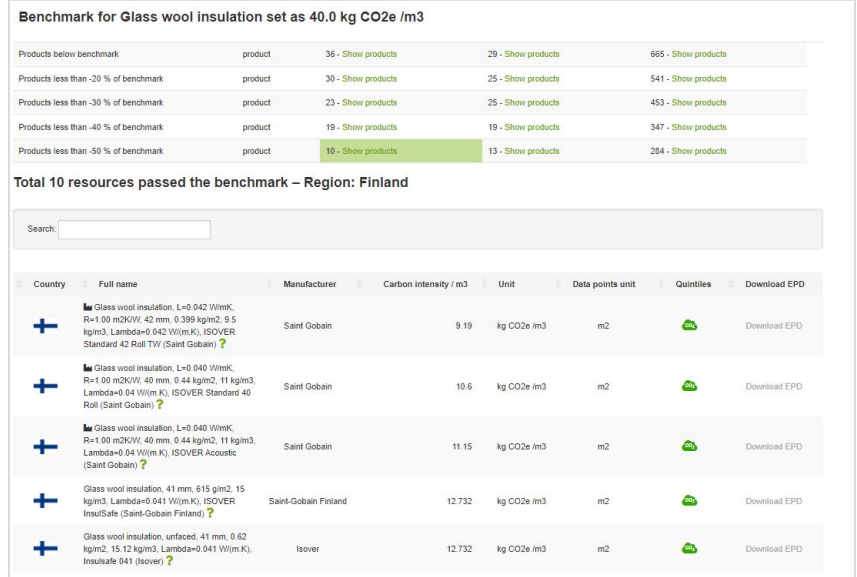 Benchmark for Glass wool insulation set as 40.0 kg CO2e /m3
Products below benchmark product 36 - Show products 29 - Show products 665 - Show products
Products less than -20 % of benchmark product 30 - Show products 25 - Show products 541 - Show products
Products less than -30 % of benchmark product 23 - Show products 25 - Show products 453 - Show products
Products less than -40 % of benchmark product 19 - Show products 19 - Show products 347 - Show products
Products less than -50 % of benchmark product 10 - Show products 13 - Show products 284 - Show products
Total 10 resources passed the benchmark – Region: Finland
Search:
Country Full name Manufacturer Carbon intensity / m3 Unit Data points unit Quintiles Download EPD
Glass wool insulation, L=0.042 W/mK,
R=1.00 m2K/W, 42 mm, 0.399 kg/m2, 9.5
kg/m3, Lambda=0.042 W/(m.K), ISOVER
Standard 42 Roll TW (Saint Gobain) ?
Saint Gobain 9.19 kg CO2e /m3 m2 CO2 Download EPD
Glass wool insulation, L=0.040 W/mK,
R=1.00 m2K/W, 40 mm, 0.44 kg/m2, 11 kg/m3,
Lambda=0.04 W/(m.K), ISOVER Standard 40
Roll (Saint Gobain) ?
Saint Gobain 10.6 kg CO2e /m3 m2 CO2 Download EPD
Glass wool insulation, L=0.040 W/mK,
R=1.00 m2K/W, 40 mm, 0.44 kg/m2, 11 kg/m3,
Lambda=0.04 W/(m.K), ISOVER Acoustic
(Saint Gobain) ?
Saint Gobain 11.15 kg CO2e /m3 m2 CO2 Download EPD
Glass wool insulation, 41 mm, 615 g/m2, 15
kg/m3, Lambda=0.041 W/(m.K), ISOVER
InsulSafe (Saint-Gobain Finland) ?
Saint-Gobain Finland 12.732 kg CO2e /m3 m2 CO2 Download EPD
Glass wool insulation, unfaced, 41 mm, 0.62
kg/m2, 15.12 kg/m3, Lambda=0.041 W/(m.K),
Insulsafe 041 (Isover) ?
Isover 12.732 kg CO2e /m3 m2 CO2 Download EPD